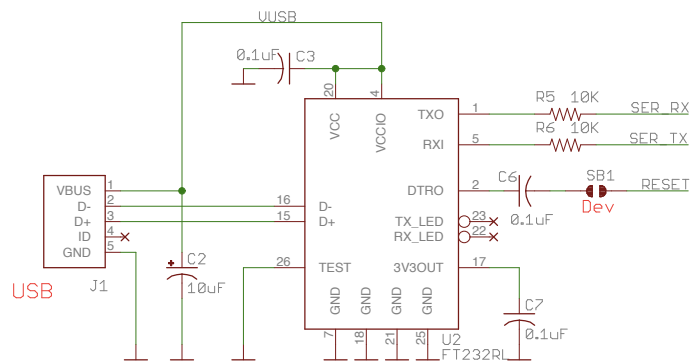 VUSB
0.1uF C3
20 4
VCC VCCIO
TXO 1 R5 10K SER_RX
RXI 5 R6 10K SER_TX
DTRO 2 C6 0.1uF SB1 Dev RESET
VBUS 1
D- 2 16 D-
D+ 3 15 D+
ID 4
GND 5
TX_LED 23
RX_LED 22
USB J1
C2 10uF
26 TEST
3V3OUT 17
GND GND GND GND
7 18 21 25
C7 0.1uF
U2
FT232RL